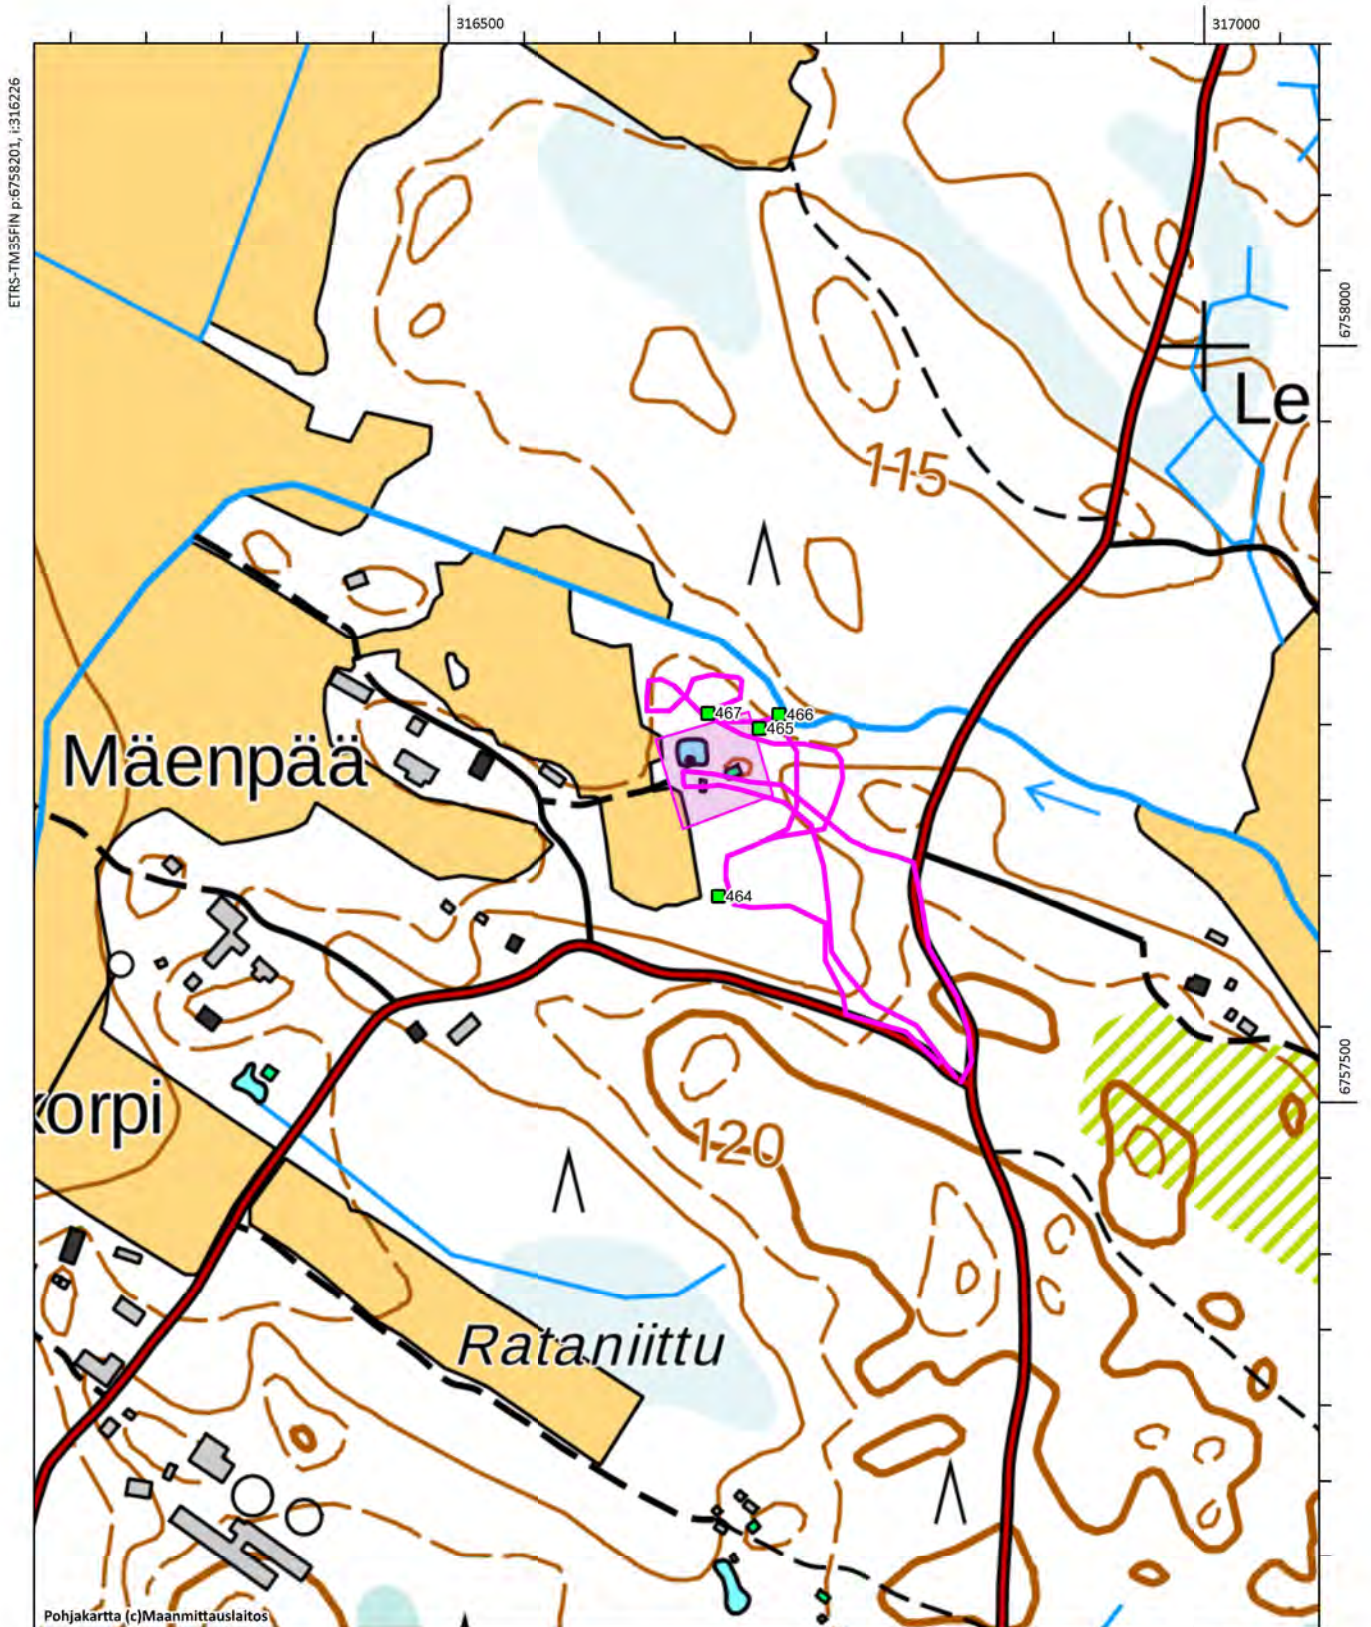 316500
317000
ETRS-TM35FIN p:6758201, i:316226
6758000
Le
115
467
466
465
Mäenpää
464
6757500
korpi
120
Rataniittu
Pohjakartta (c)Maanmittauslaitos